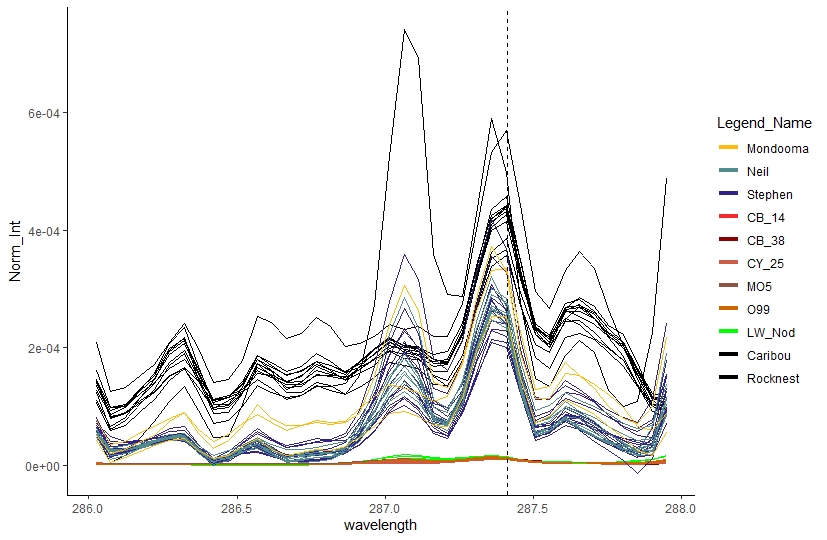 6e-04
4e-04
2e-04
0e+00
Norm_Int
286.0
286.5
287.0
287.5
288.0
wavelength
Legend_Name
Mondooma
Neil
Stephen
CB_14
CB_38
CY_25
MO5
O99
LW_Nod
Caribou
Rocknest